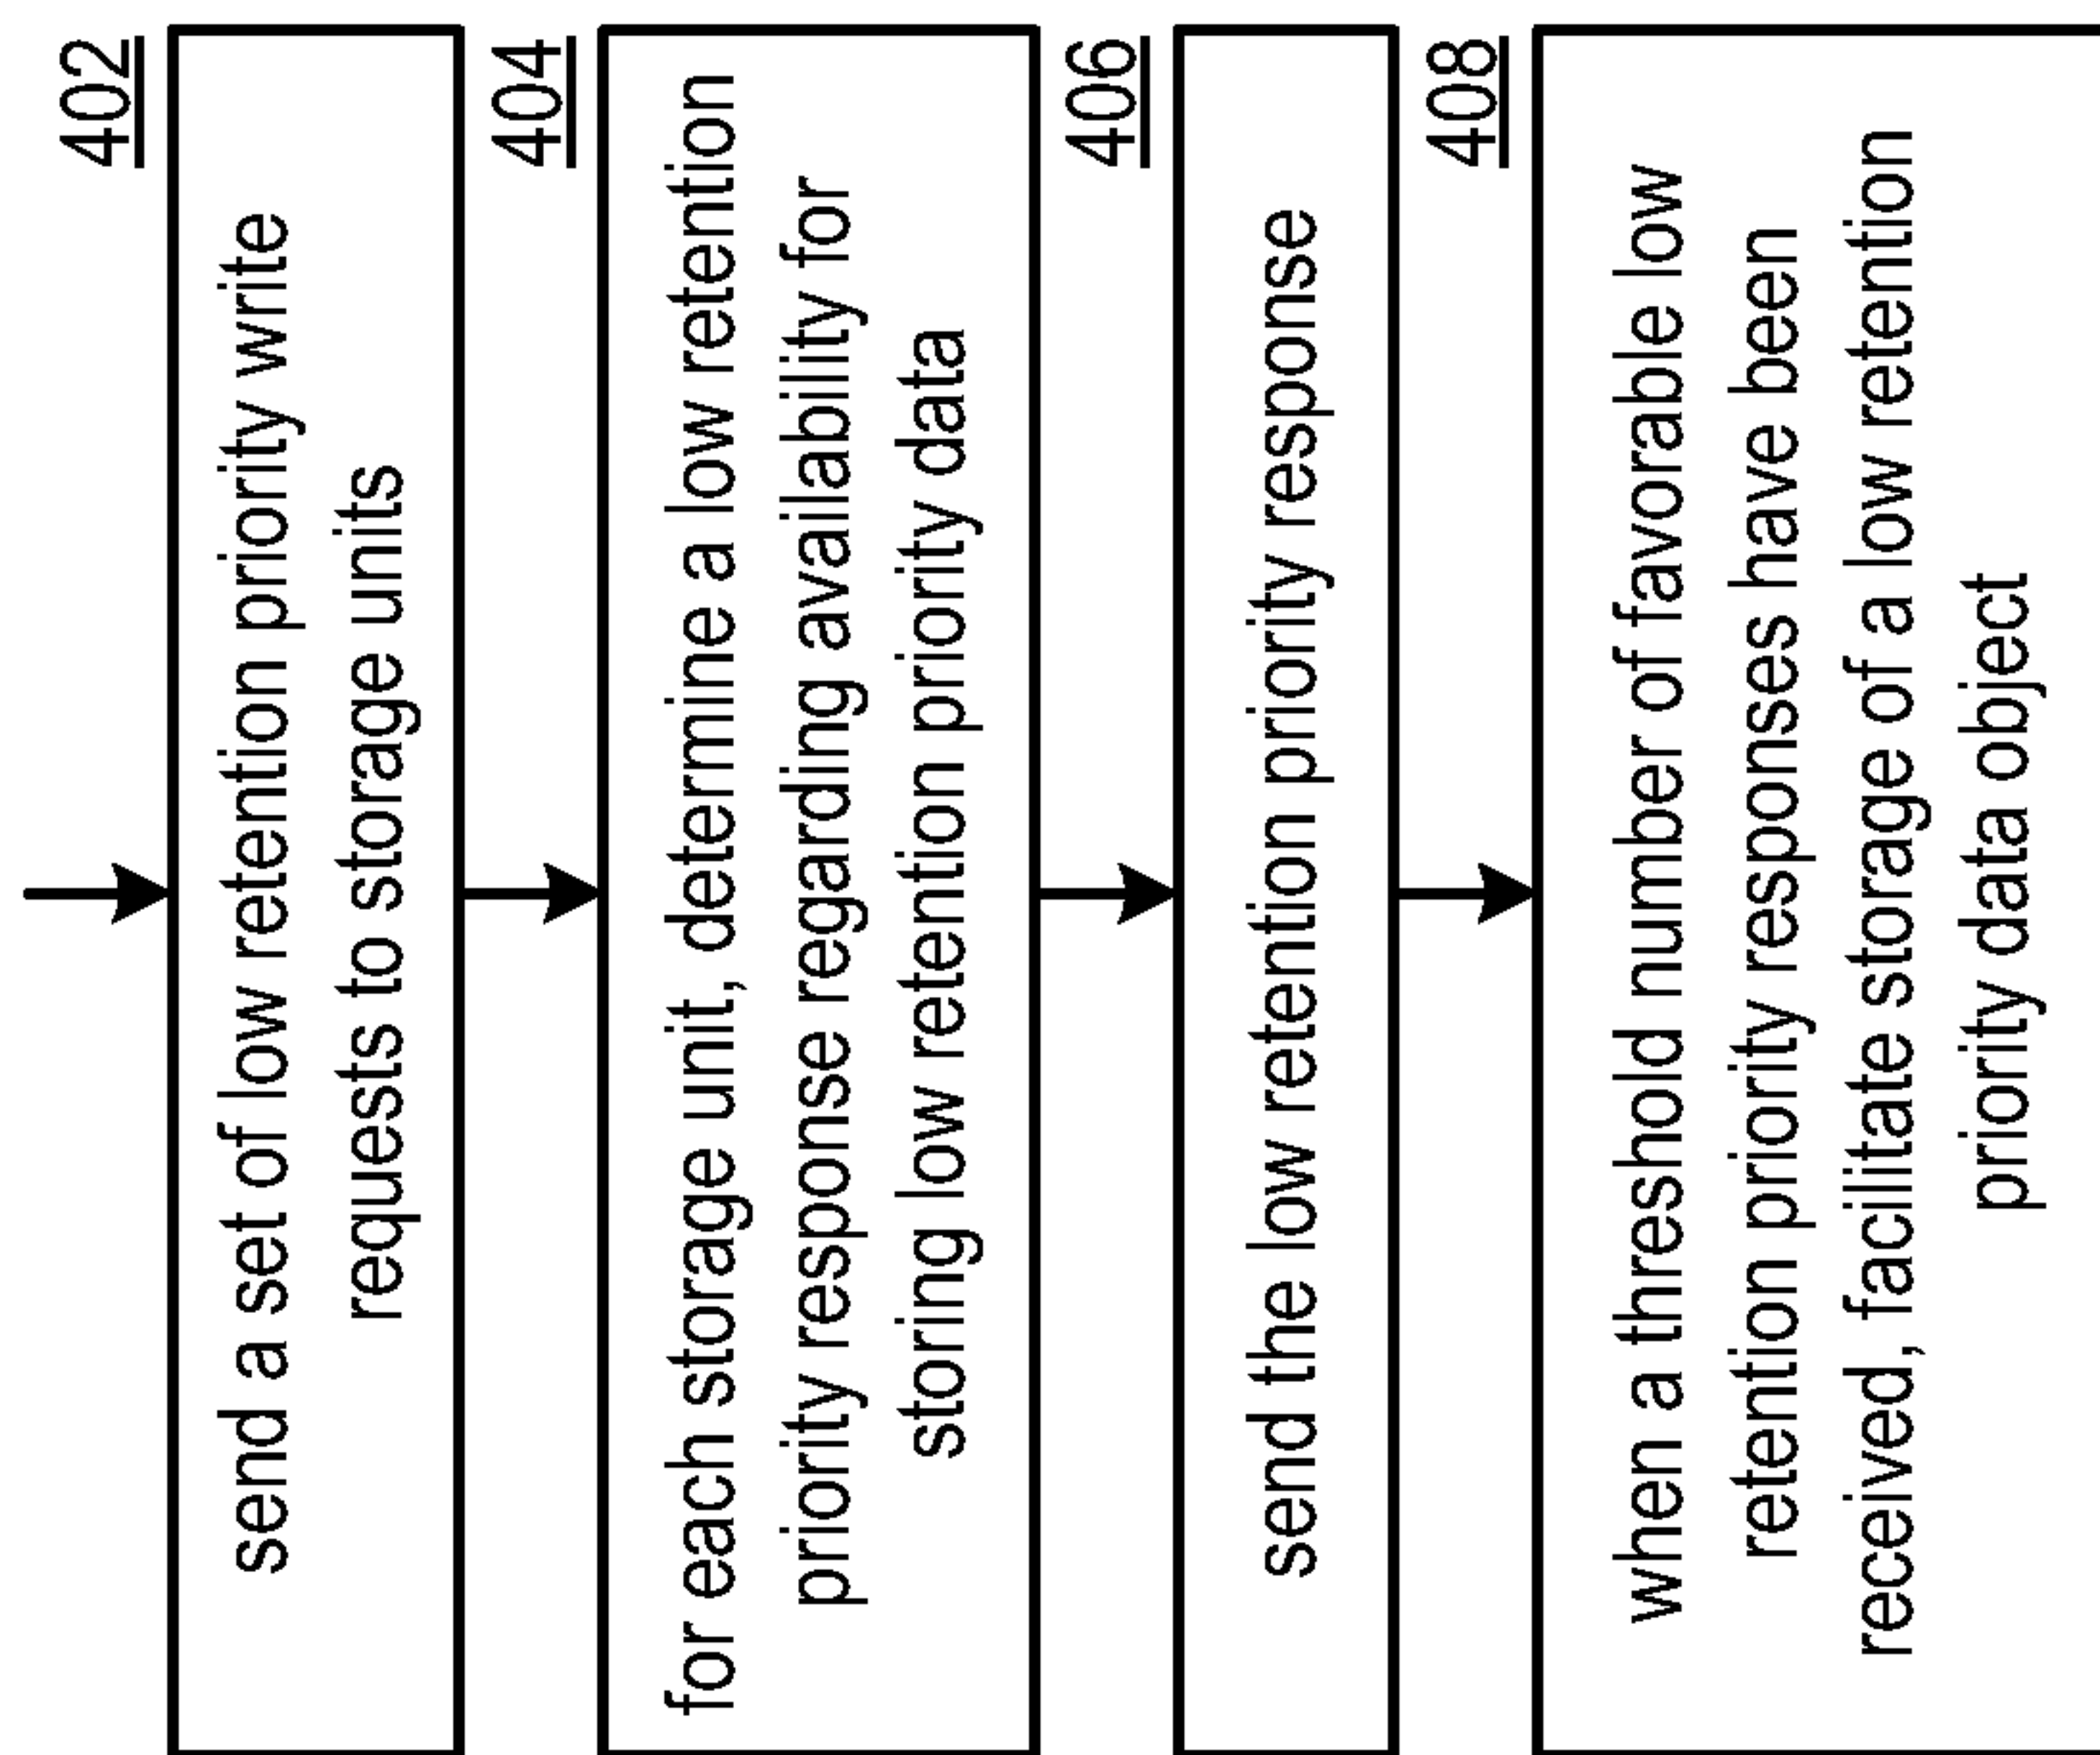 402
send a set of low retention priority write
requests to storage units
404
for each storage unit, determine a low retention
priority response regarding availability for
storing low retention priority data
406
send the low retention priority response
408
when a threshold number of favorable low
retention priority responses have been
received, facilitate storage of a low retention
priority data object